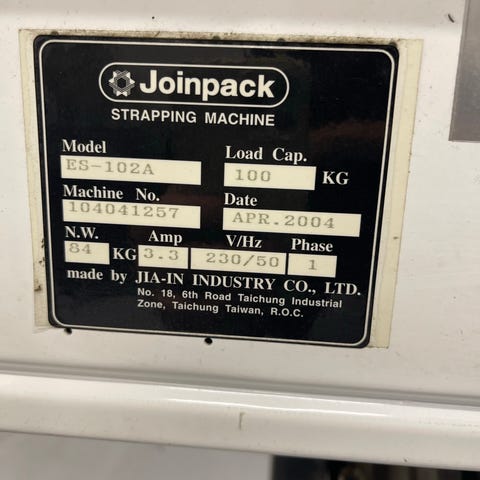 Joinpack
STRAPPING MACHINE
Model Load Cap.
ES-102A 100 KG
Machine No. Date
104041257 APR.2004
N.W. Amp V/Hz Phase
84 KG 3.3 230/50 1
made by JIA-IN INDUSTRY CO., LTD.
No. 18, 6th Road Taichung Industrial
Zone, Taichung Taiwan, R.O.C.